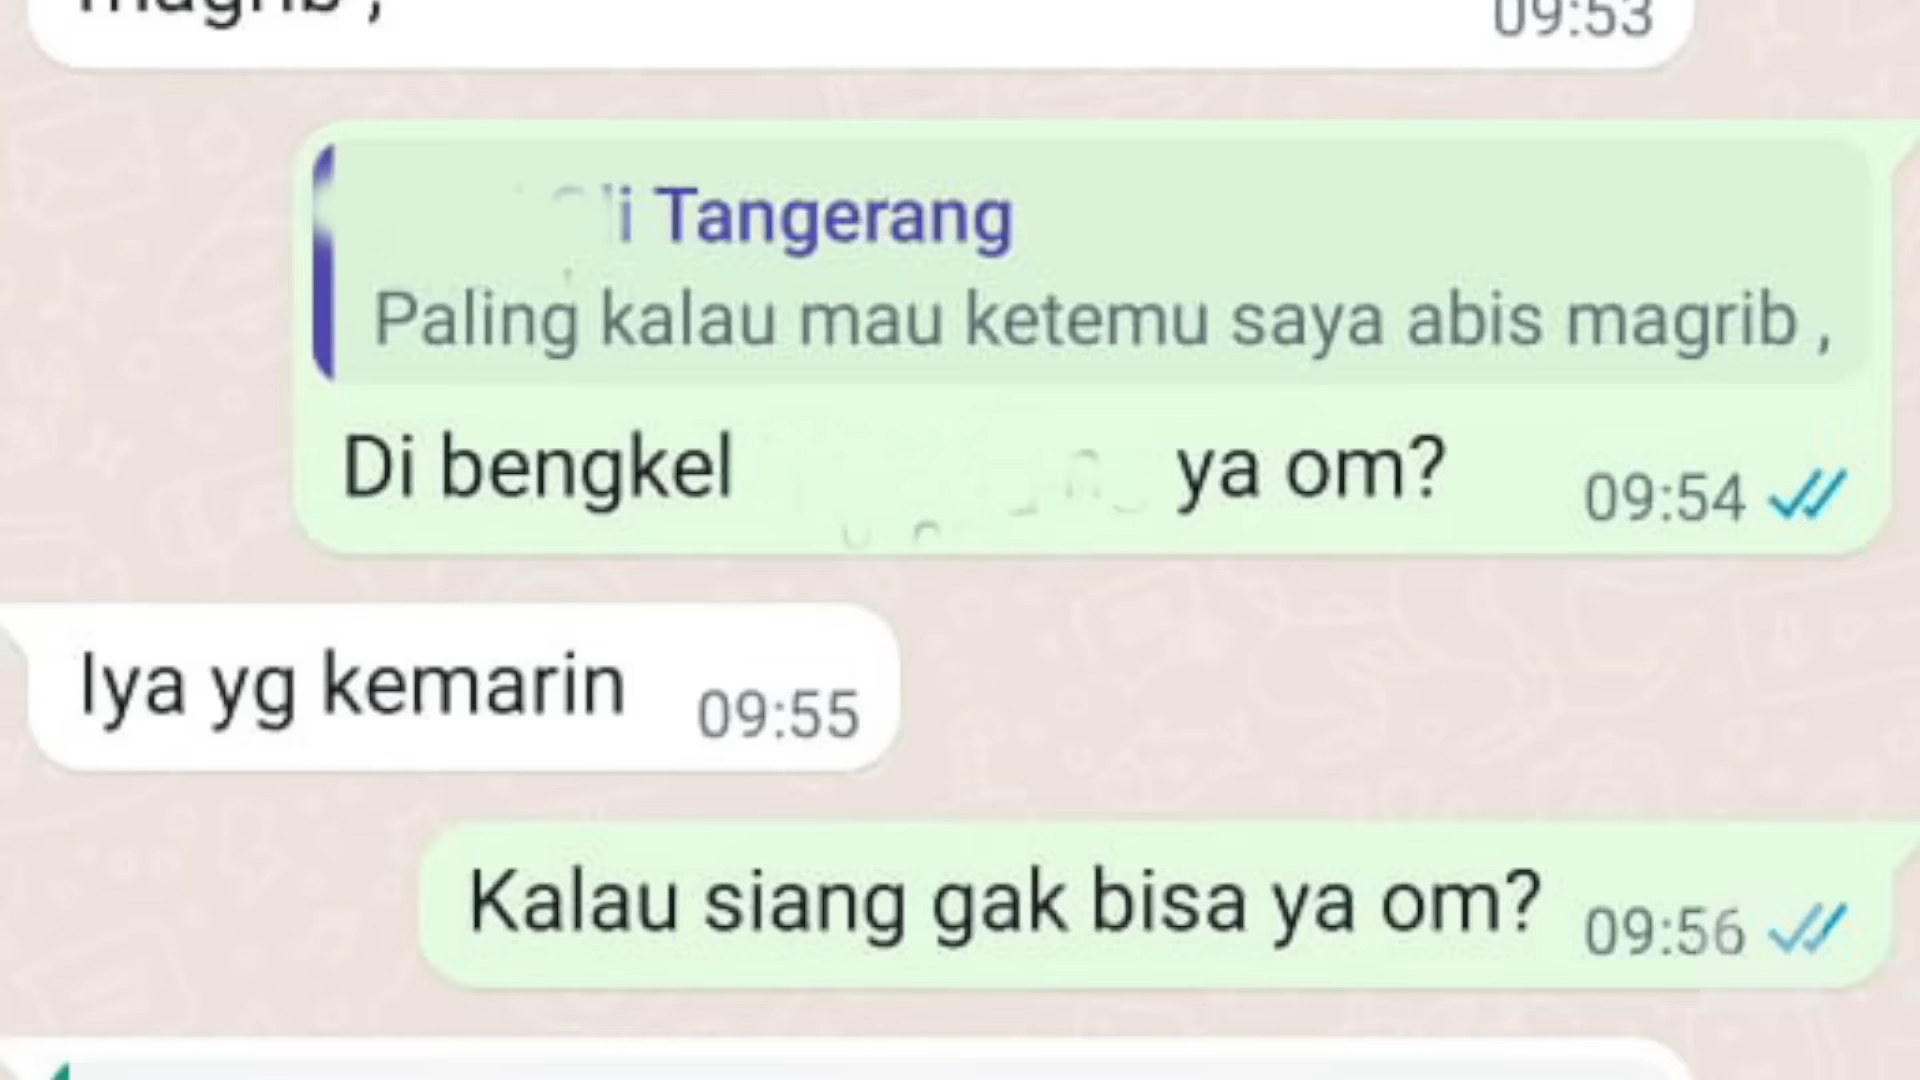 magrib ,
09:53
Tangerang
Paling kalau mau ketemu saya abis magrib ,
Di bengkel ya om?
09:54
Iya yg kemarin
09:55
Kalau siang gak bisa ya om?
09:56